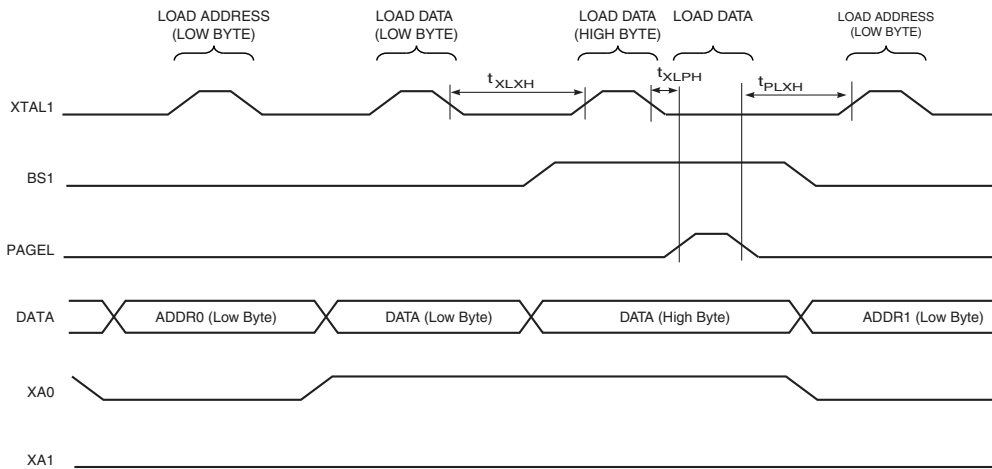 LOAD ADDRESS
(LOW BYTE)
LOAD DATA
(LOW BYTE)
LOAD DATA
(HIGH BYTE)
LOAD DATA
LOAD ADDRESS
(LOW BYTE)
tXLXH
tXLPH
tPLXH
XTAL1
BS1
PAGEL
DATA
ADDR0 (Low Byte)
DATA (Low Byte)
DATA (High Byte)
ADDR1 (Low Byte)
XA0
XA1